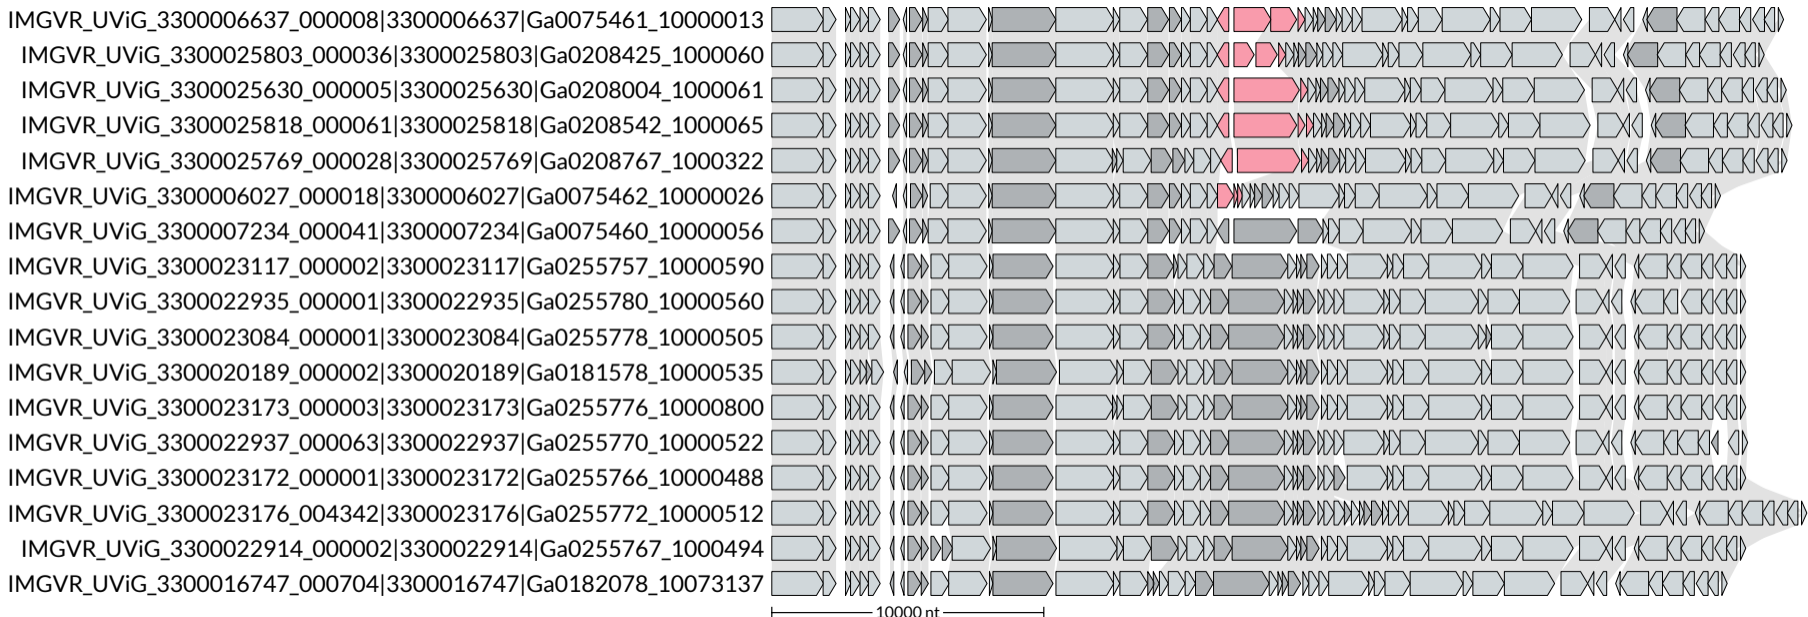 IMGVR_UViG_3300006637_000008|3300006637|Ga0075461_10000013
IMGVR_UViG_3300025803_000036|3300025803|Ga0208425_1000060
IMGVR_UViG_3300025630_000005|3300025630|Ga0208004_1000061
IMGVR_UViG_3300025818_000061|3300025818|Ga0208542_1000065
IMGVR_UViG_3300025769_000028|3300025769|Ga0208767_1000322
IMGVR_UViG_3300006027_000018|3300006027|Ga0075462_10000026
IMGVR_UViG_3300007234_000041|3300007234|Ga0075460_10000056
IMGVR_UViG_3300023117_000002|3300023117|Ga0255757_10000590
IMGVR_UViG_3300022935_000001|3300022935|Ga0255780_10000560
IMGVR_UViG_3300023084_000001|3300023084|Ga0255778_10000505
IMGVR_UViG_3300020189_000002|3300020189|Ga0181578_10000535
IMGVR_UViG_3300023173_000003|3300023173|Ga0255776_10000800
IMGVR_UViG_3300022937_000063|3300022937|Ga0255770_10000522
IMGVR_UViG_3300023172_000001|3300023172|Ga0255766_10000488
IMGVR_UViG_3300023176_004342|3300023176|Ga0255772_10000512
IMGVR_UViG_3300022914_000002|3300022914|Ga0255767_1000494
IMGVR_UViG_3300016747_000704|3300016747|Ga0182078_10073137
10000 nt